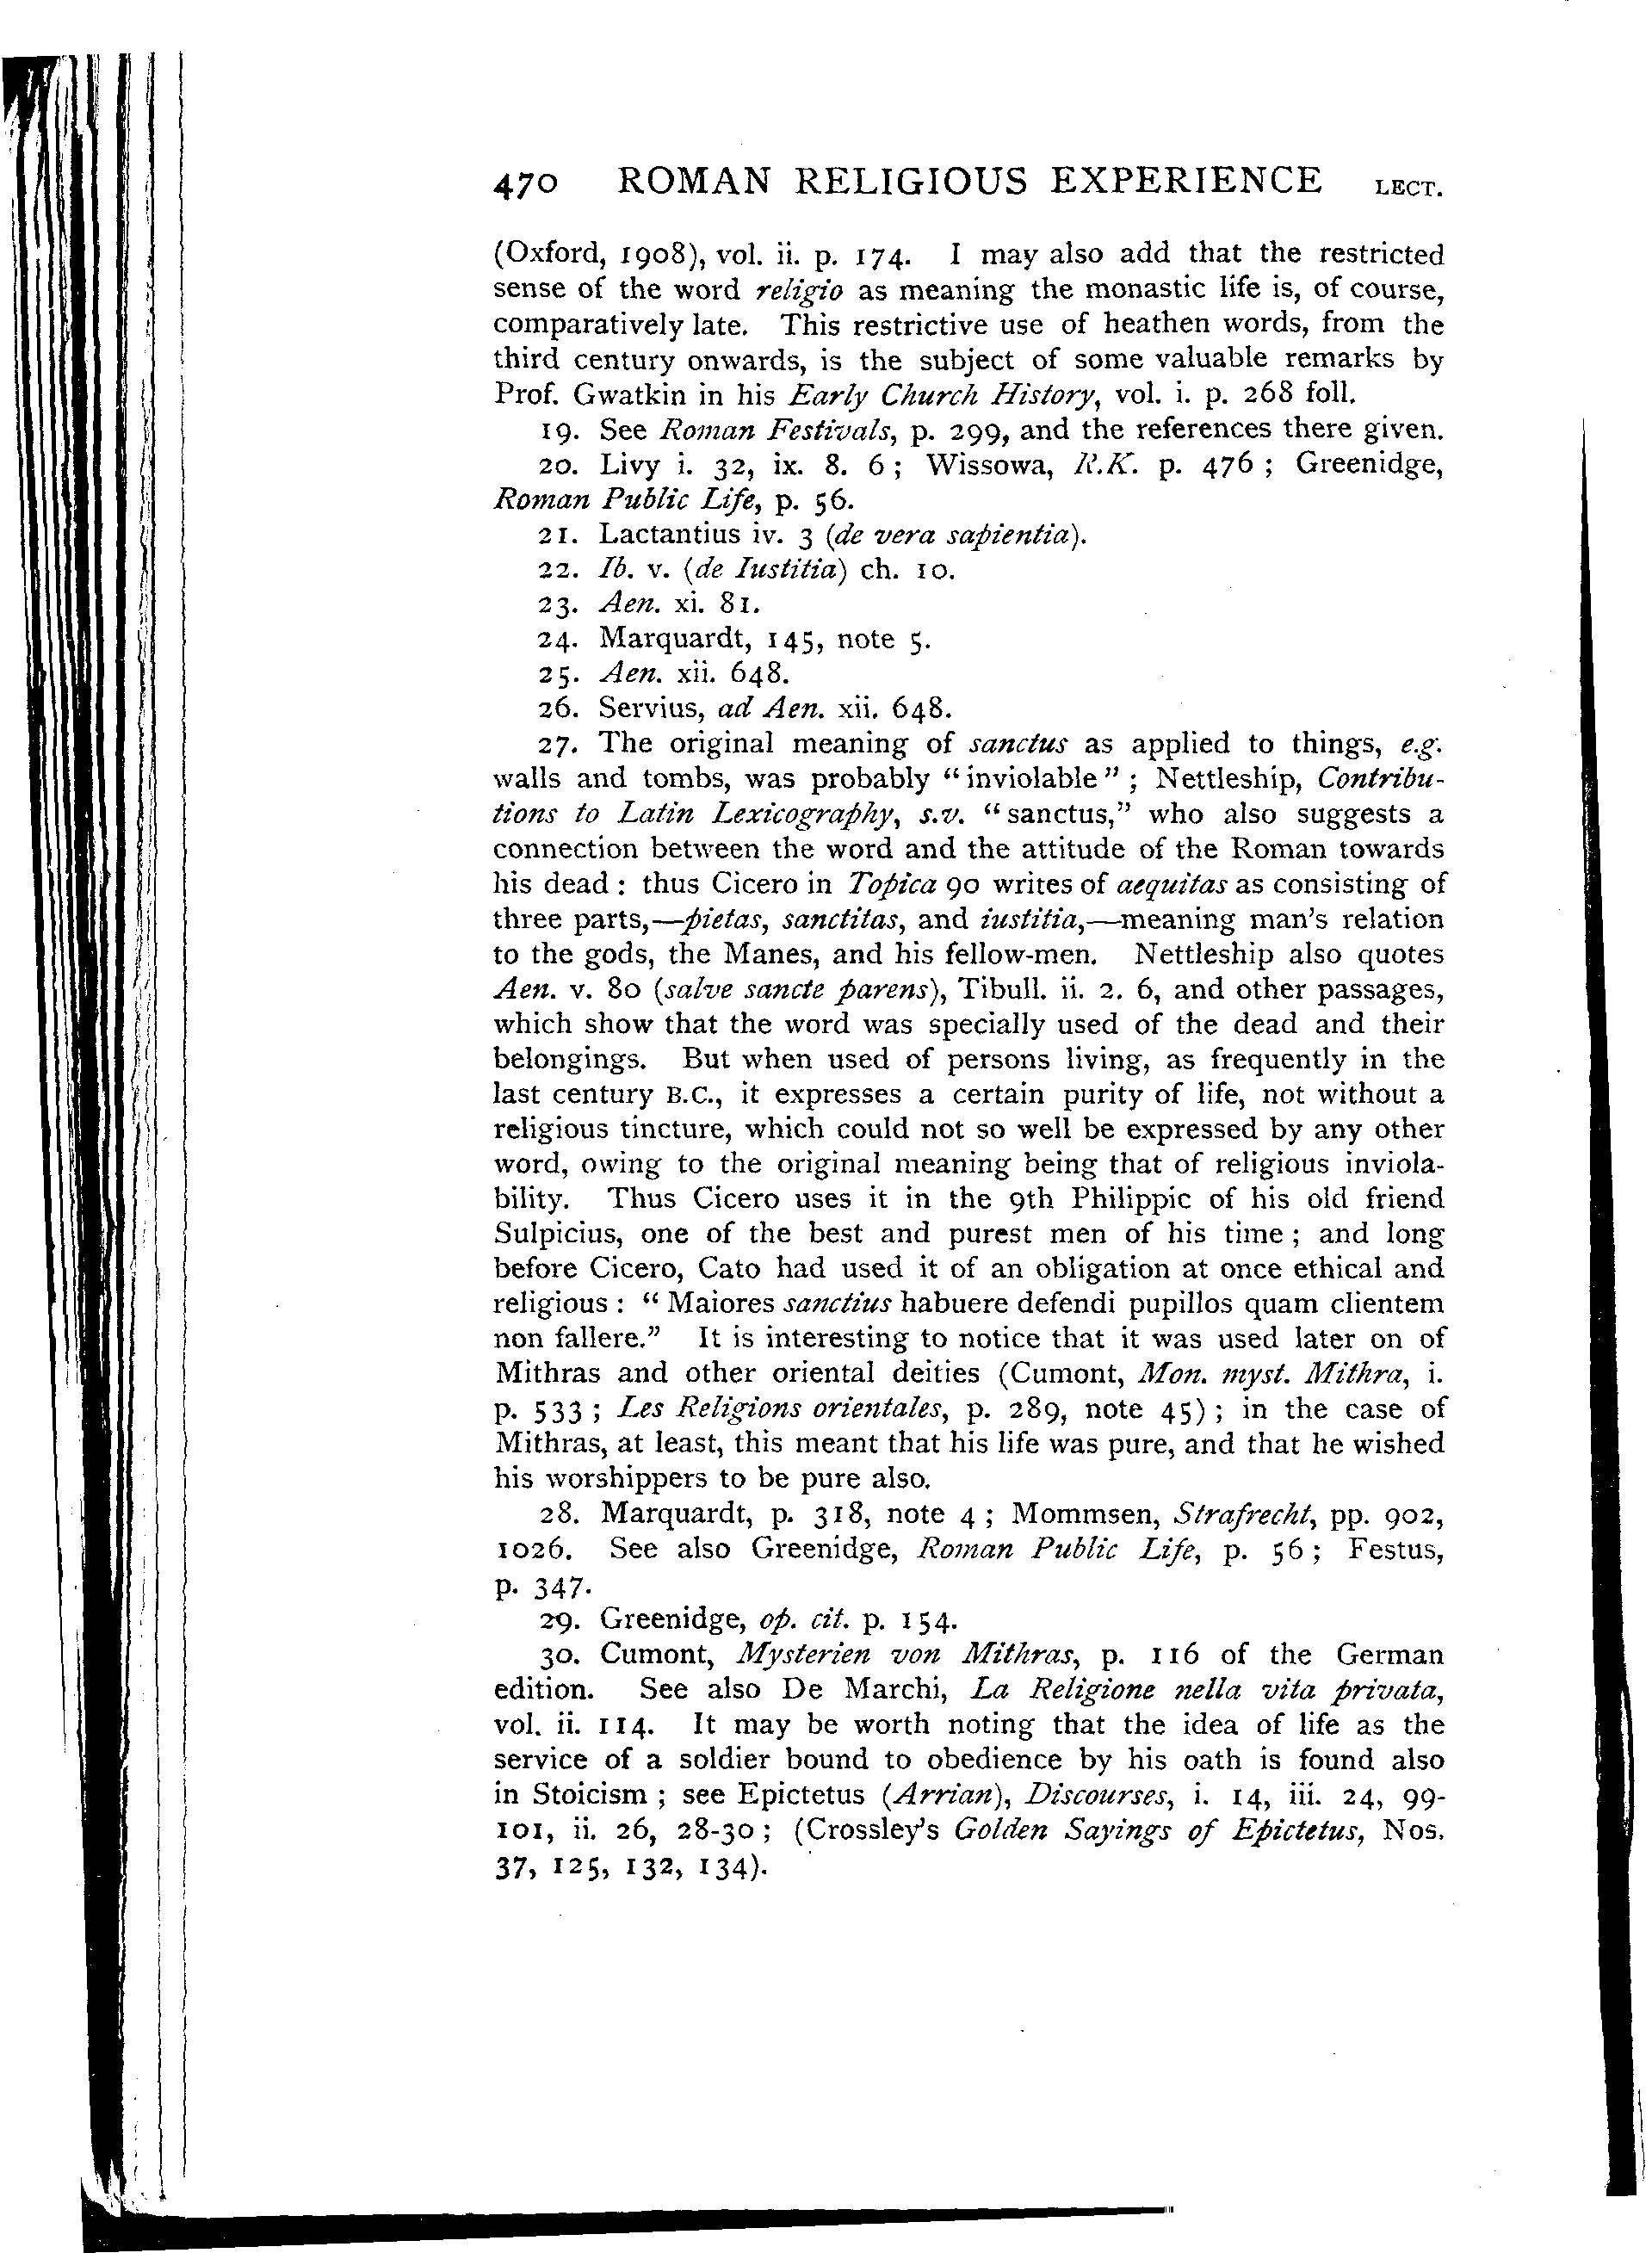 470 ROMAN RELIGIOUS EXPERIENCE LECT.
(Oxford, 1908), vol. ii. p. 174. I may also add that the restricted
sense of the word religio as meaning the monastic life is, of course,
comparatively late. This restrictive use of heathen words, from the
third century onwards, is the subject of some valuable remarks by
Prof. Gwatkin in his Early Church History, vol. i. p. 268 foll.
19. See Roman Festivals, p. 299, and the references there given.
20. Livy i. 32, ix. 8. 6 ; Wissowa, R.K. p. 476 ; Greenidge,
Roman Public Life, p. 56.
21. Lactantius iv. 3 (de vera sapientia).
22. Ib. v. (de Iustitia) ch. 10.
23. Aen. xi. 81.
24. Marquardt, 145, note 5.
25. Aen. xii. 648.
26. Servius, ad Aen. xii. 648.
27. The original meaning of sanctus as applied to things, e.g.
walls and tombs, was probably “inviolable” ; Nettleship, Contribu-
tions to Latin Lexicography, s.v. “sanctus,” who also suggests a
connection between the word and the attitude of the Roman towards
his dead : thus Cicero in Topica 90 writes of aequitas as consisting of
three parts,—pietas, sanctitas, and iustitia,—meaning man's relation
to the gods, the Manes, and his fellow-men. Nettleship also quotes
Aen. v. 80 (salve sancte parens), Tibull. ii. 2. 6, and other passages,
which show that the word was specially used of the dead and their
belongings. But when used of persons living, as frequently in the
last century B.C., it expresses a certain purity of life, not without a
religious tincture, which could not so well be expressed by any other
word, owing to the original meaning being that of religious inviola-
bility. Thus Cicero uses it in the 9th Philippic of his old friend
Sulpicius, one of the best and purest men of his time ; and long
before Cicero, Cato had used it of an obligation at once ethical and
religious : “ Maiores sanctius habuere defendi pupillos quam clientem
non fallere.” It is interesting to notice that it was used later on of
Mithras and other oriental deities (Cumont, Mon. myst. Mithra, i.
p. 533 ; Les Religions orientales, p. 289, note 45) ; in the case of
Mithras, at least, this meant that his life was pure, and that he wished
his worshippers to be pure also.
28. Marquardt, p. 318, note 4 ; Mommsen, Strafrecht, pp. 902,
1026. See also Greenidge, Roman Public Life, p. 56 ; Festus,
p. 347.
29. Greenidge, op. cit. p. 154.
30. Cumont, Mysterien von Mithras, p. 116 of the German
edition. See also De Marchi, La Religione nella vita privata,
vol. ii. 114. It may be worth noting that the idea of life as the
service of a soldier bound to obedience by his oath is found also
in Stoicism ; see Epictetus (Arrian), Discourses, i. 14, iii. 24, 99-
101, ii. 26, 28-30 ; (Crossley's Golden Sayings of Epictetus, Nos.
37, 125, 132, 134).